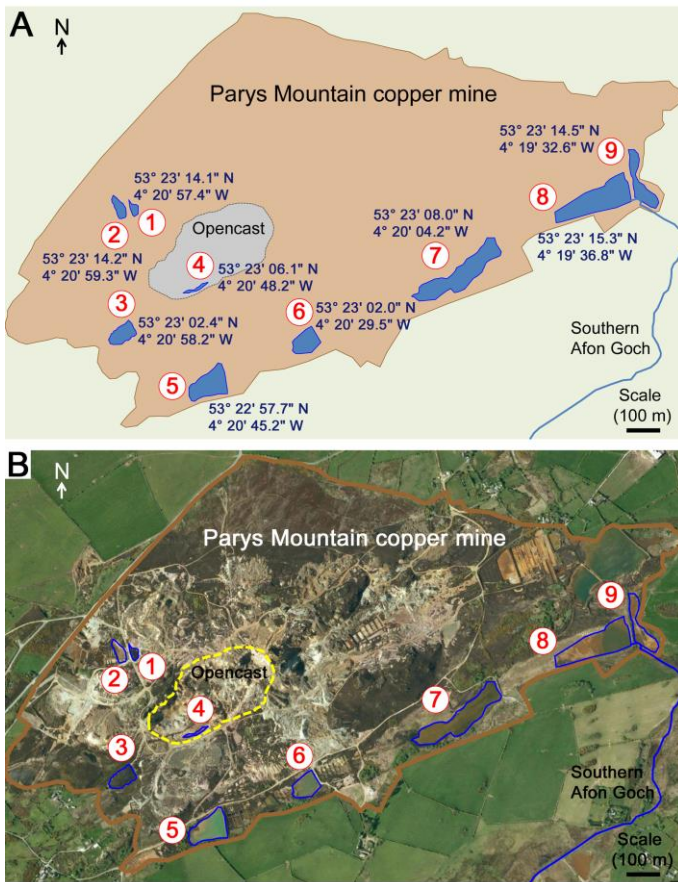 A
N
Parys Mountain copper mine
53° 23' 14.5" N
4° 19' 32.6" W
9
8
53° 23' 14.1" N
4° 20' 57.4" W
2
1
Opencast
53° 23' 08.0" N
4° 20' 04.2" W
7
53° 23' 15.3" N
4° 19' 36.8" W
53° 23' 14.2" N
4° 20' 59.3" W
4
53° 23' 06.1" N
4° 20' 48.2" W
3
53° 23' 02.4" N
4° 20' 58.2" W
6
53° 23' 02.0" N
4° 20' 29.5" W
5
53° 22' 57.7" N
4° 20' 45.2" W
Southern
Afon Goch
Scale
(100 m)
B
N
Parys Mountain copper mine
9
8
2
1
Opencast
4
7
3
6
5
Southern
Afon Goch
Scale
(100 m)